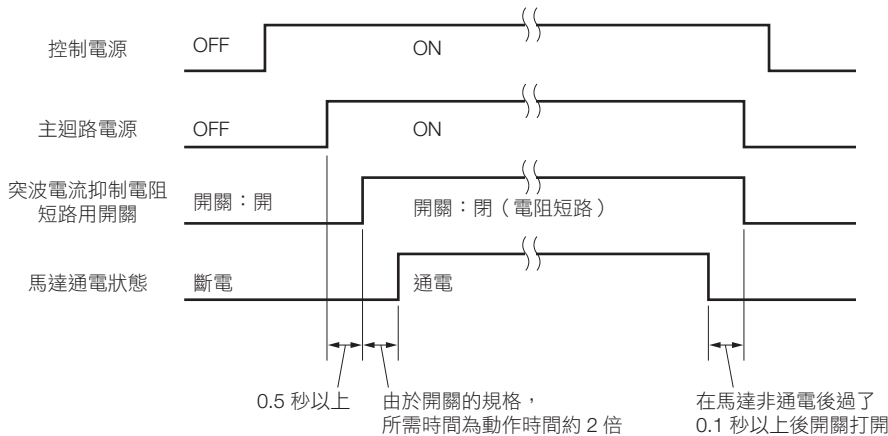 控制電源 OFF ON
主迴路電源 OFF ON
突波電流抑制電阻
短路用開關
開關：開 開關：閉（電阻短路）
馬達通電狀態 斷電 通電
0.5 秒以上
由於開關的規格，
所需時間為動作時間約 2 倍
在馬達非通電後過了
0.1 秒以上後開關打開